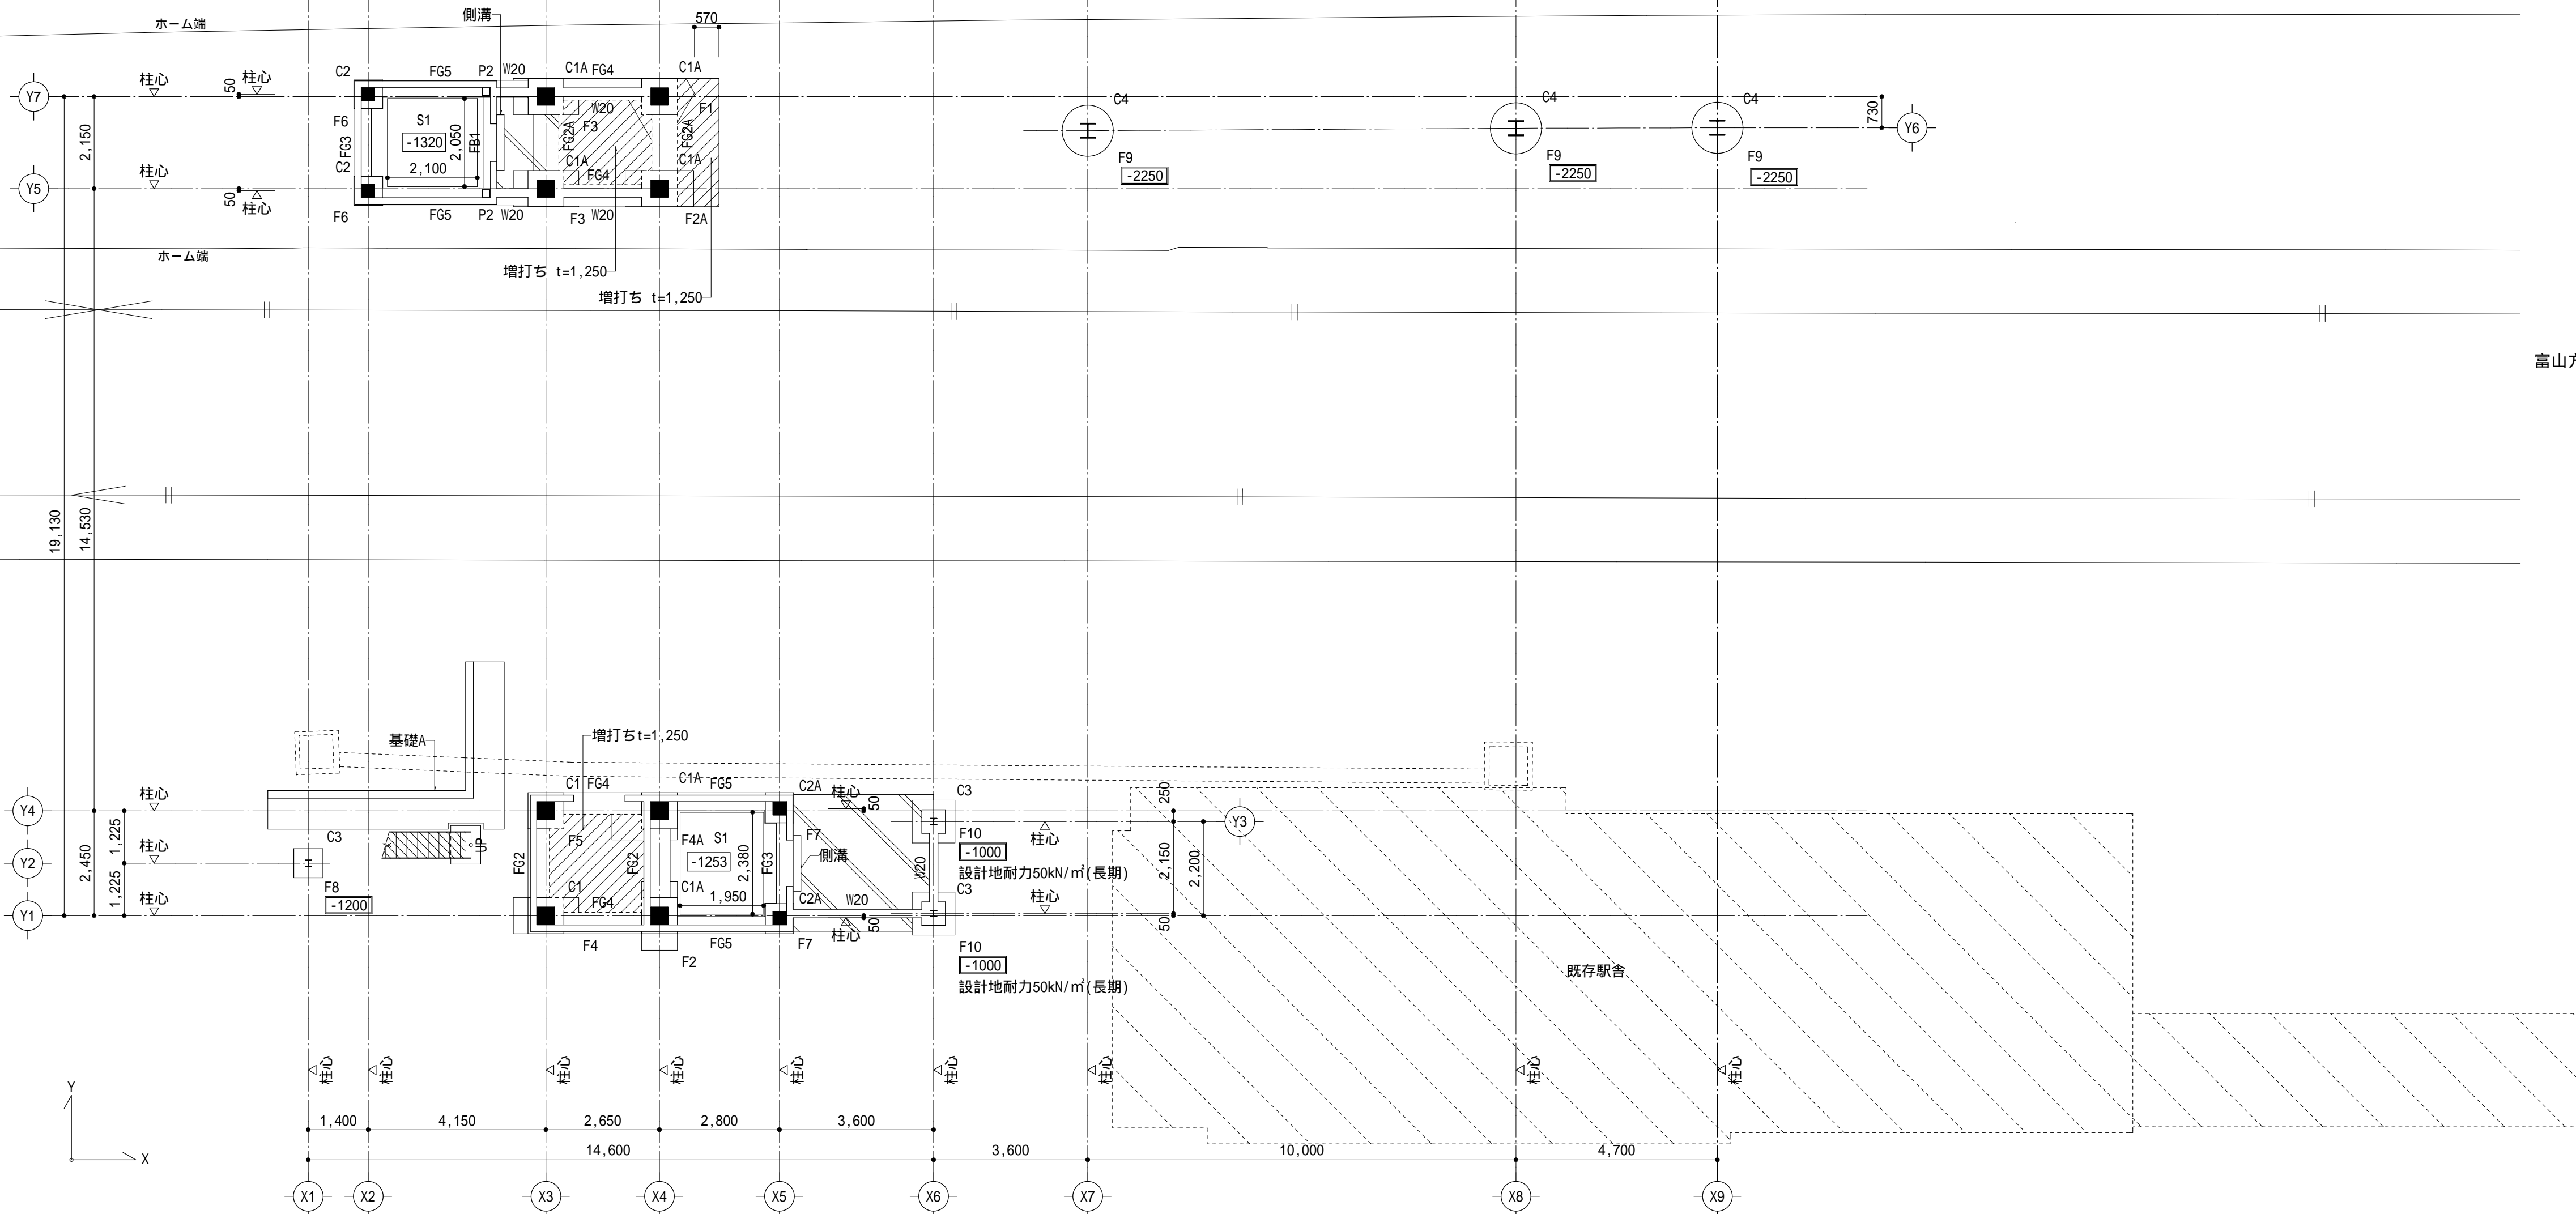 ホーム端
側溝
570
Y7
柱心
50
柱心
C2
FG5
P2
W20
C1A
FG4
C1A
C4
C4
C4
730
Y6
2,150
F6
FG3
S1
-1320
2,050
FB1
FG2A
W20
F3
FG2A
F1
C2
2,100
C1A
FG4
C1A
F9
-2250
F9
-2250
F9
-2250
Y5
柱心
50
柱心
F6
FG5
P2
W20
F3
W20
F2A
ホーム端
増打ち t=1,250
増打ち t=1,250
19,130
14,530
基礎A
増打ちt=1,250
Y4
柱心
C1
FG4
C1A
FG5
C2A
柱心
50
C3
250
Y3
1,225
C3
UP
F5
F4A
S1
-1253
2,380
FG3
F7
側溝
F10
-1000
設計地耐力50kN/㎡(長期)
柱心
2,450
Y2
柱心
FG2
FG2
W20
2,150
2,200
1,225
F8
-1200
C1
FG4
C1A
1,950
C2A
W20
C3
柱心
Y1
柱心
50
柱心
50
F4
FG5
F7
F2
F10
-1000
設計地耐力50kN/㎡(長期)
既存駅舎
柱心
柱心
柱心
柱心
柱心
柱心
柱心
柱心
柱心
Y
X
1,400
4,150
2,650
2,800
3,600
14,600
3,600
10,000
4,700
X1
X2
X3
X4
X5
X6
X7
X8
X9